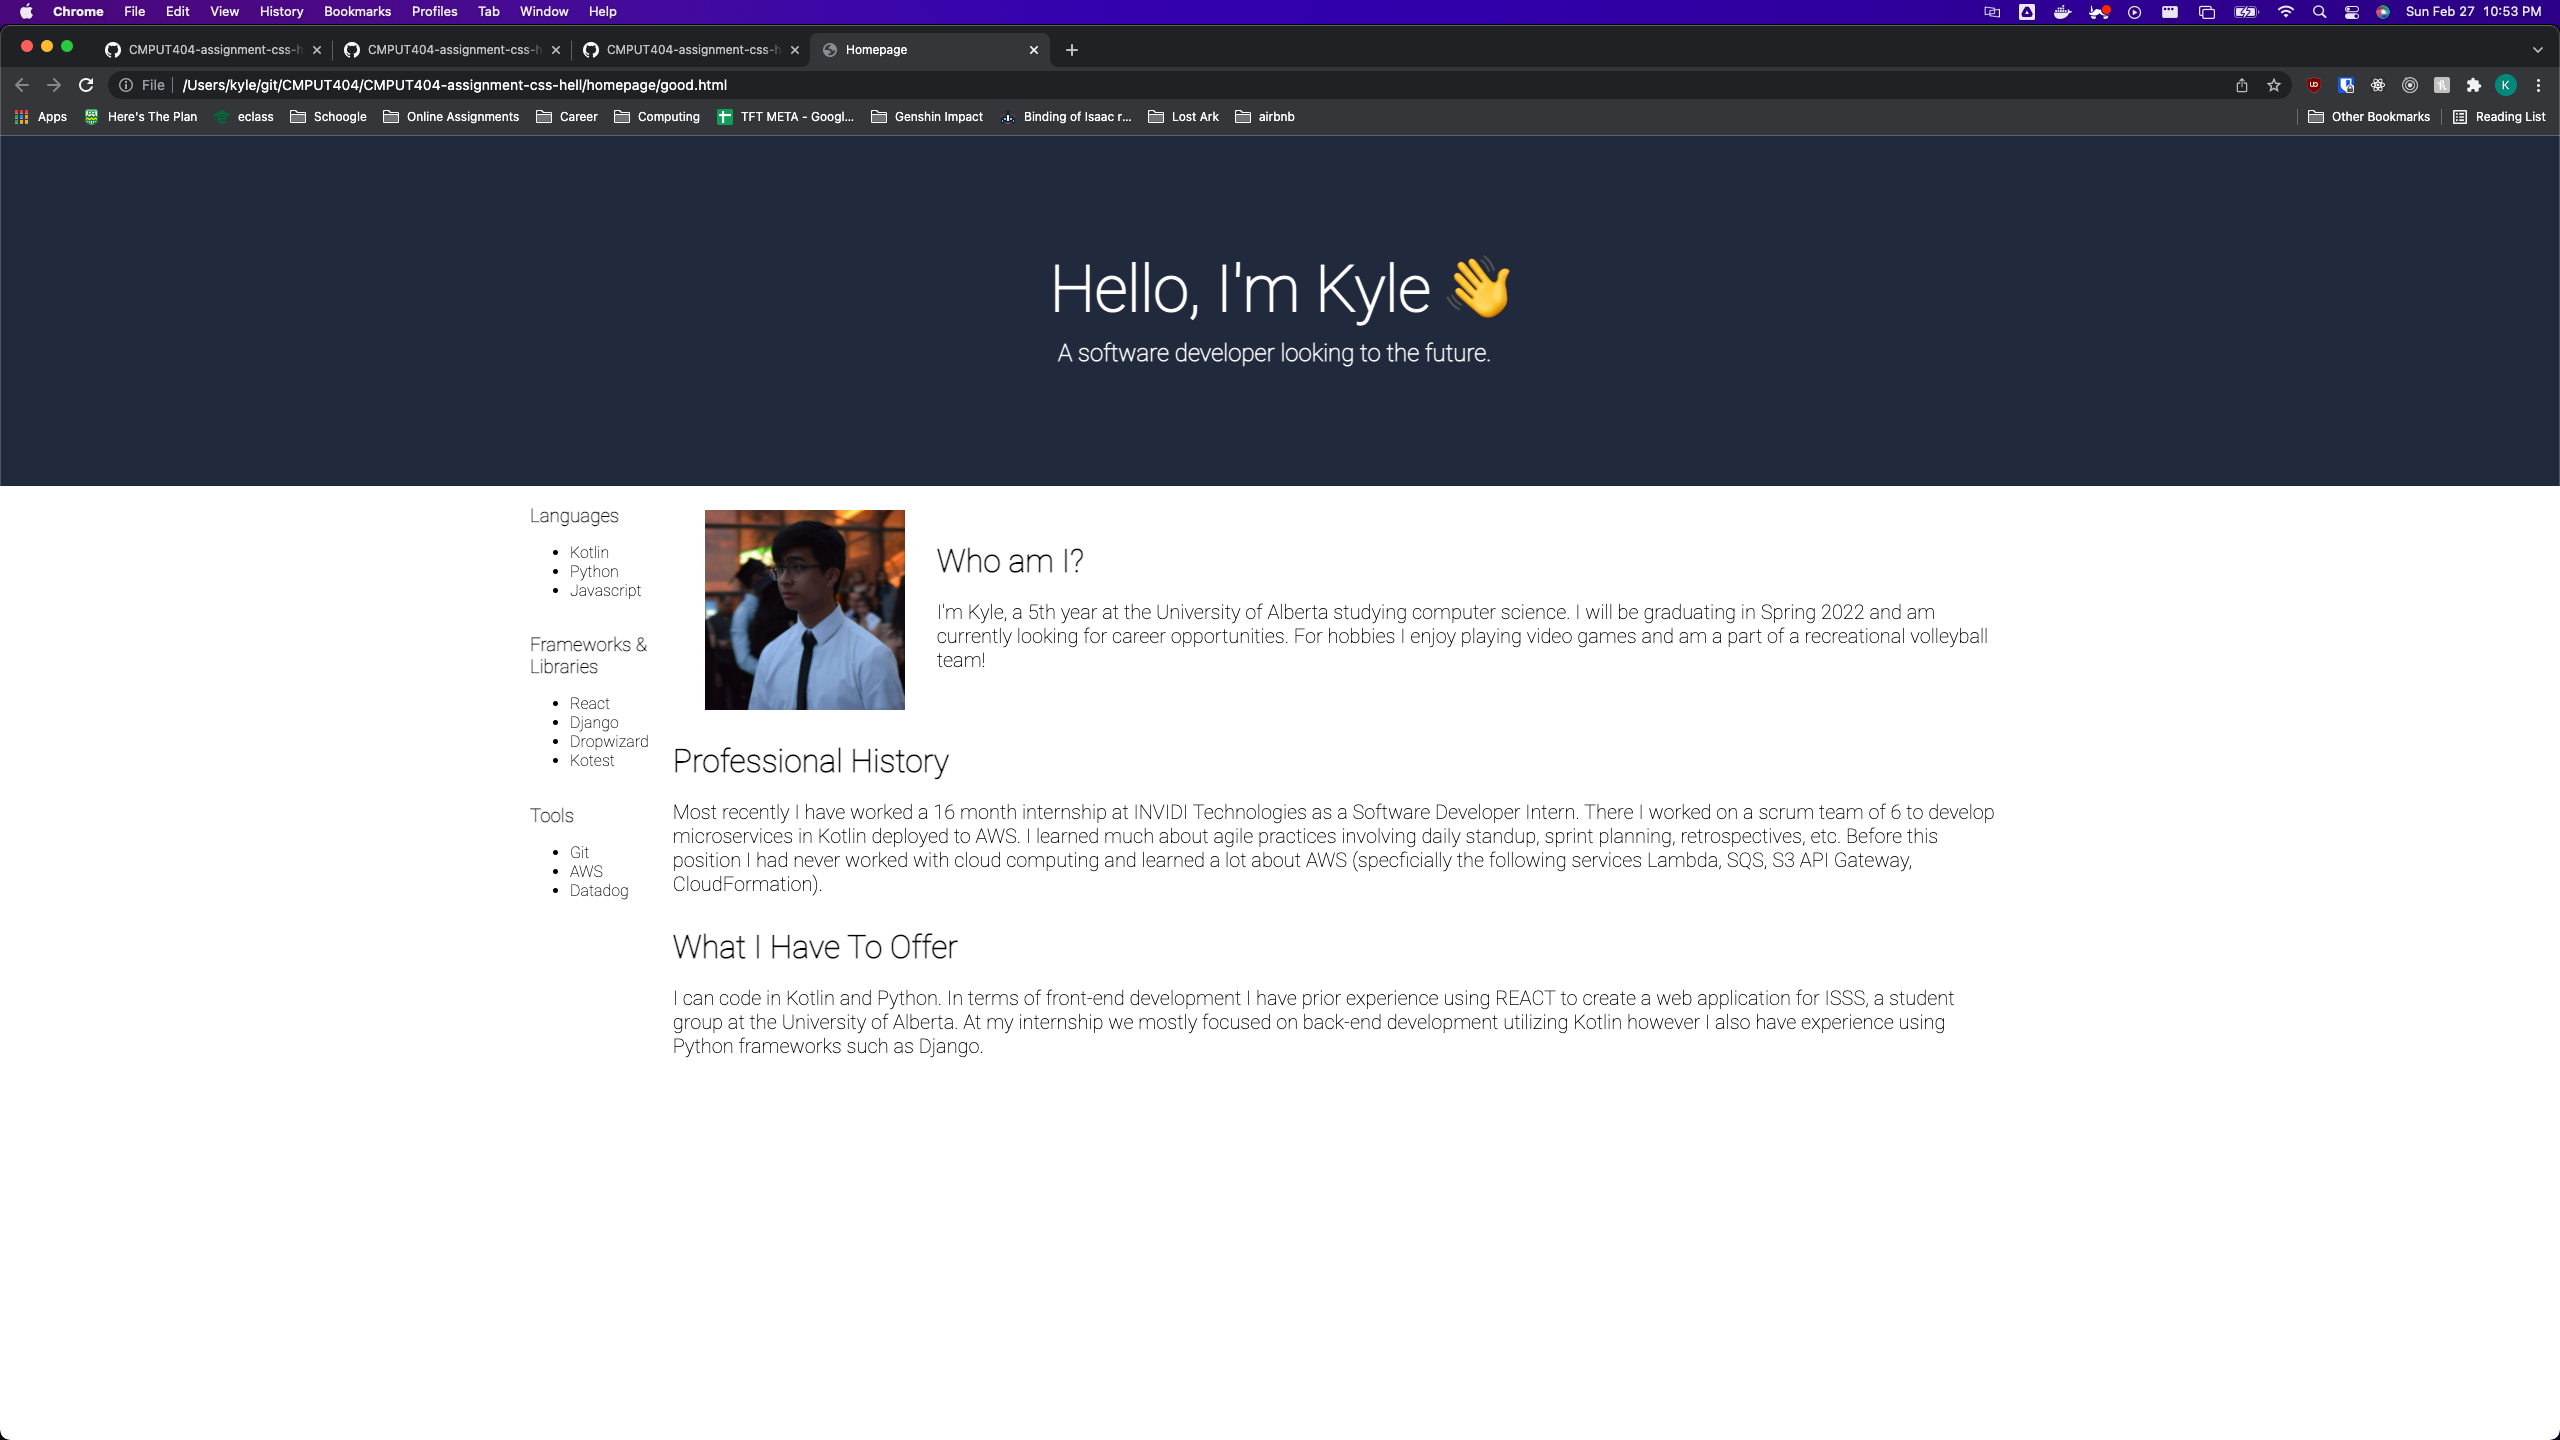 Chrome File Edit View History Bookmarks Profiles Tab Window Help Sun Feb 27 10:53 PM
CMPUT404-assignment-css-h CMPUT404-assignment-css-h CMPUT404-assignment-css-h Homepage
File /Users/kyle/git/CMPUT404/CMPUT404-assignment-css-hell/homepage/good.html K
Apps Here's The Plan eclass Schoogle Online Assignments Career Computing TFT META - Googl... Genshin Impact Binding of Isaac r... Lost Ark airbnb Other Bookmarks Reading List
Hello, I'm Kyle 👋
A software developer looking to the future.
Languages
• Kotlin
• Python
• Javascript
Frameworks &
Libraries
• React
• Django
• Dropwizard
• Kotest
Tools
• Git
• AWS
• Datadog
Who am I?
I'm Kyle, a 5th year at the University of Alberta studying computer science. I will be graduating in Spring 2022 and am
currently looking for career opportunities. For hobbies I enjoy playing video games and am a part of a recreational volleyball
team!
Professional History
Most recently I have worked a 16 month internship at INVIDI Technologies as a Software Developer Intern. There I worked on a scrum team of 6 to develop
microservices in Kotlin deployed to AWS. I learned much about agile practices involving daily standup, sprint planning, retrospectives, etc. Before this
position I had never worked with cloud computing and learned a lot about AWS (specficially the following services Lambda, SQS, S3 API Gateway,
CloudFormation).
What I Have To Offer
I can code in Kotlin and Python. In terms of front-end development I have prior experience using REACT to create a web application for ISSS, a student
group at the University of Alberta. At my internship we mostly focused on back-end development utilizing Kotlin however I also have experience using
Python frameworks such as Django.